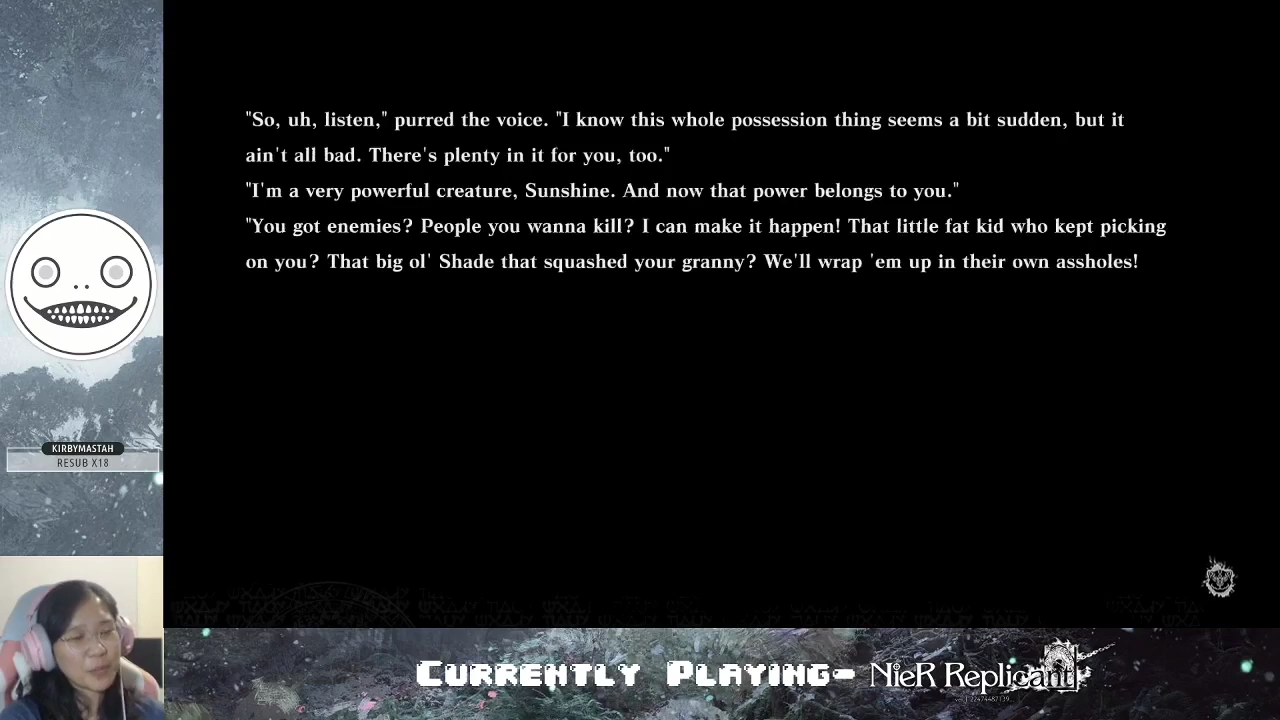 "So, uh, listen," purred the voice. "I know this whole possession thing seems a bit sudden, but it
ain't all bad. There's plenty in it for you, too."
"I'm a very powerful creature, Sunshine. And now that power belongs to you."
"You got enemies? People you wanna kill? I can make it happen! That little fat kid who kept picking
on you? That big ol' Shade that squashed your granny? We'll wrap 'em up in their own assholes!
KIRBYMASTAH
RESUB X18
CURRENTLY PLAYING-
NieR Replicant